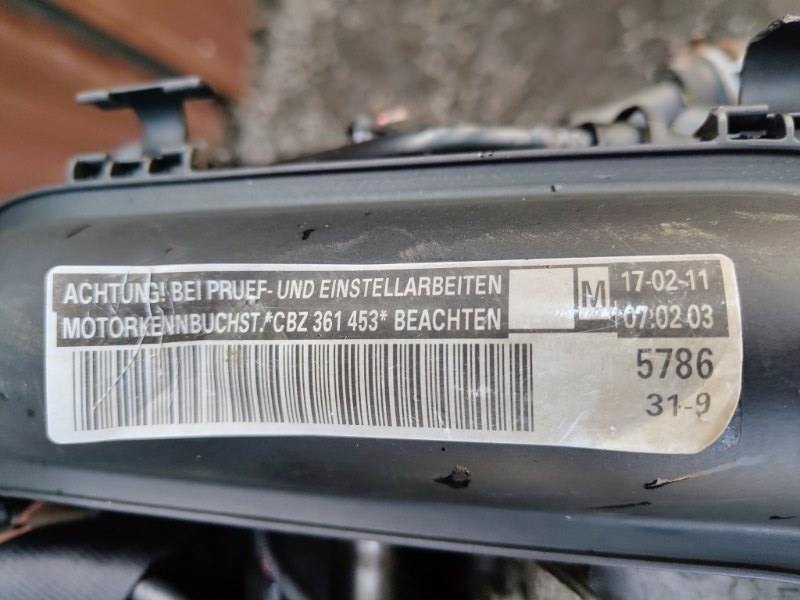 ACHTUNG! BEI PRUEF- UND EINSTELLARBEITEN
MOTORKENNBUCHST.*CBZ 361 453* BEACHTEN
M
17-02-11
07:02 03
5786
31-9